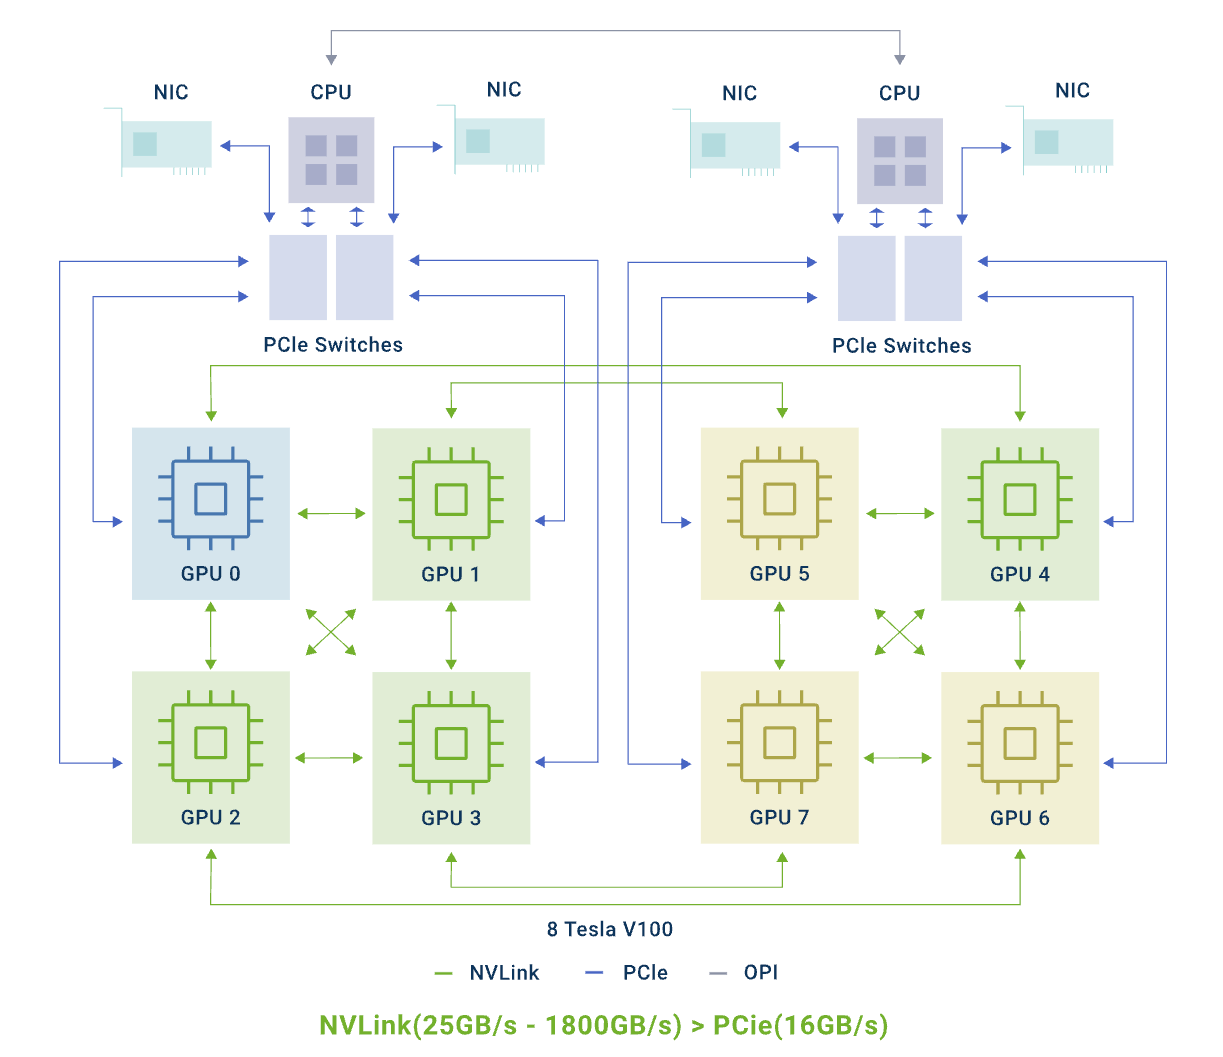 NIC
CPU
NIC
NIC
CPU
NIC
PCIe Switches
PCIe Switches
GPU 0
GPU 1
GPU 5
GPU 4
GPU 2
GPU 3
GPU 7
GPU 6
8 Tesla V100
NVLink
PCIe
OPI
NVLink(25GB/s - 1800GB/s) > PCie(16GB/s)